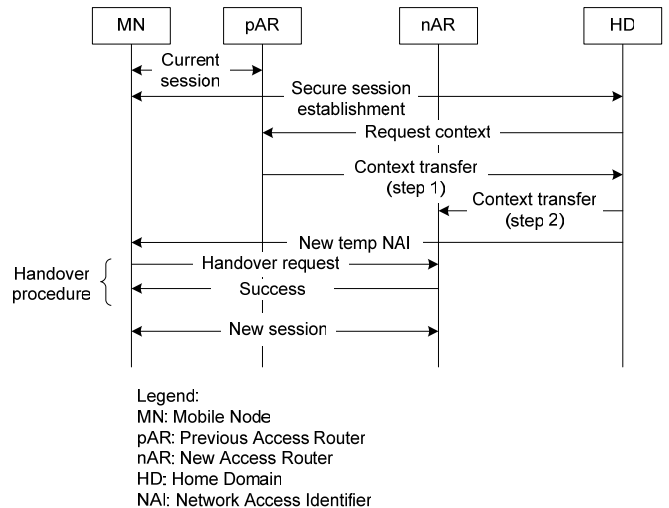 MN
pAR
nAR
HD
Current
session
Secure session
establishment
Request context
Context transfer
(step 1)
Context transfer
(step 2)
New temp NAI
Handover request
Handover
procedure
Success
New session
Legend:
MN: Mobile Node
pAR: Previous Access Router
nAR: New Access Router
HD: Home Domain
NAI: Network Access Identifier